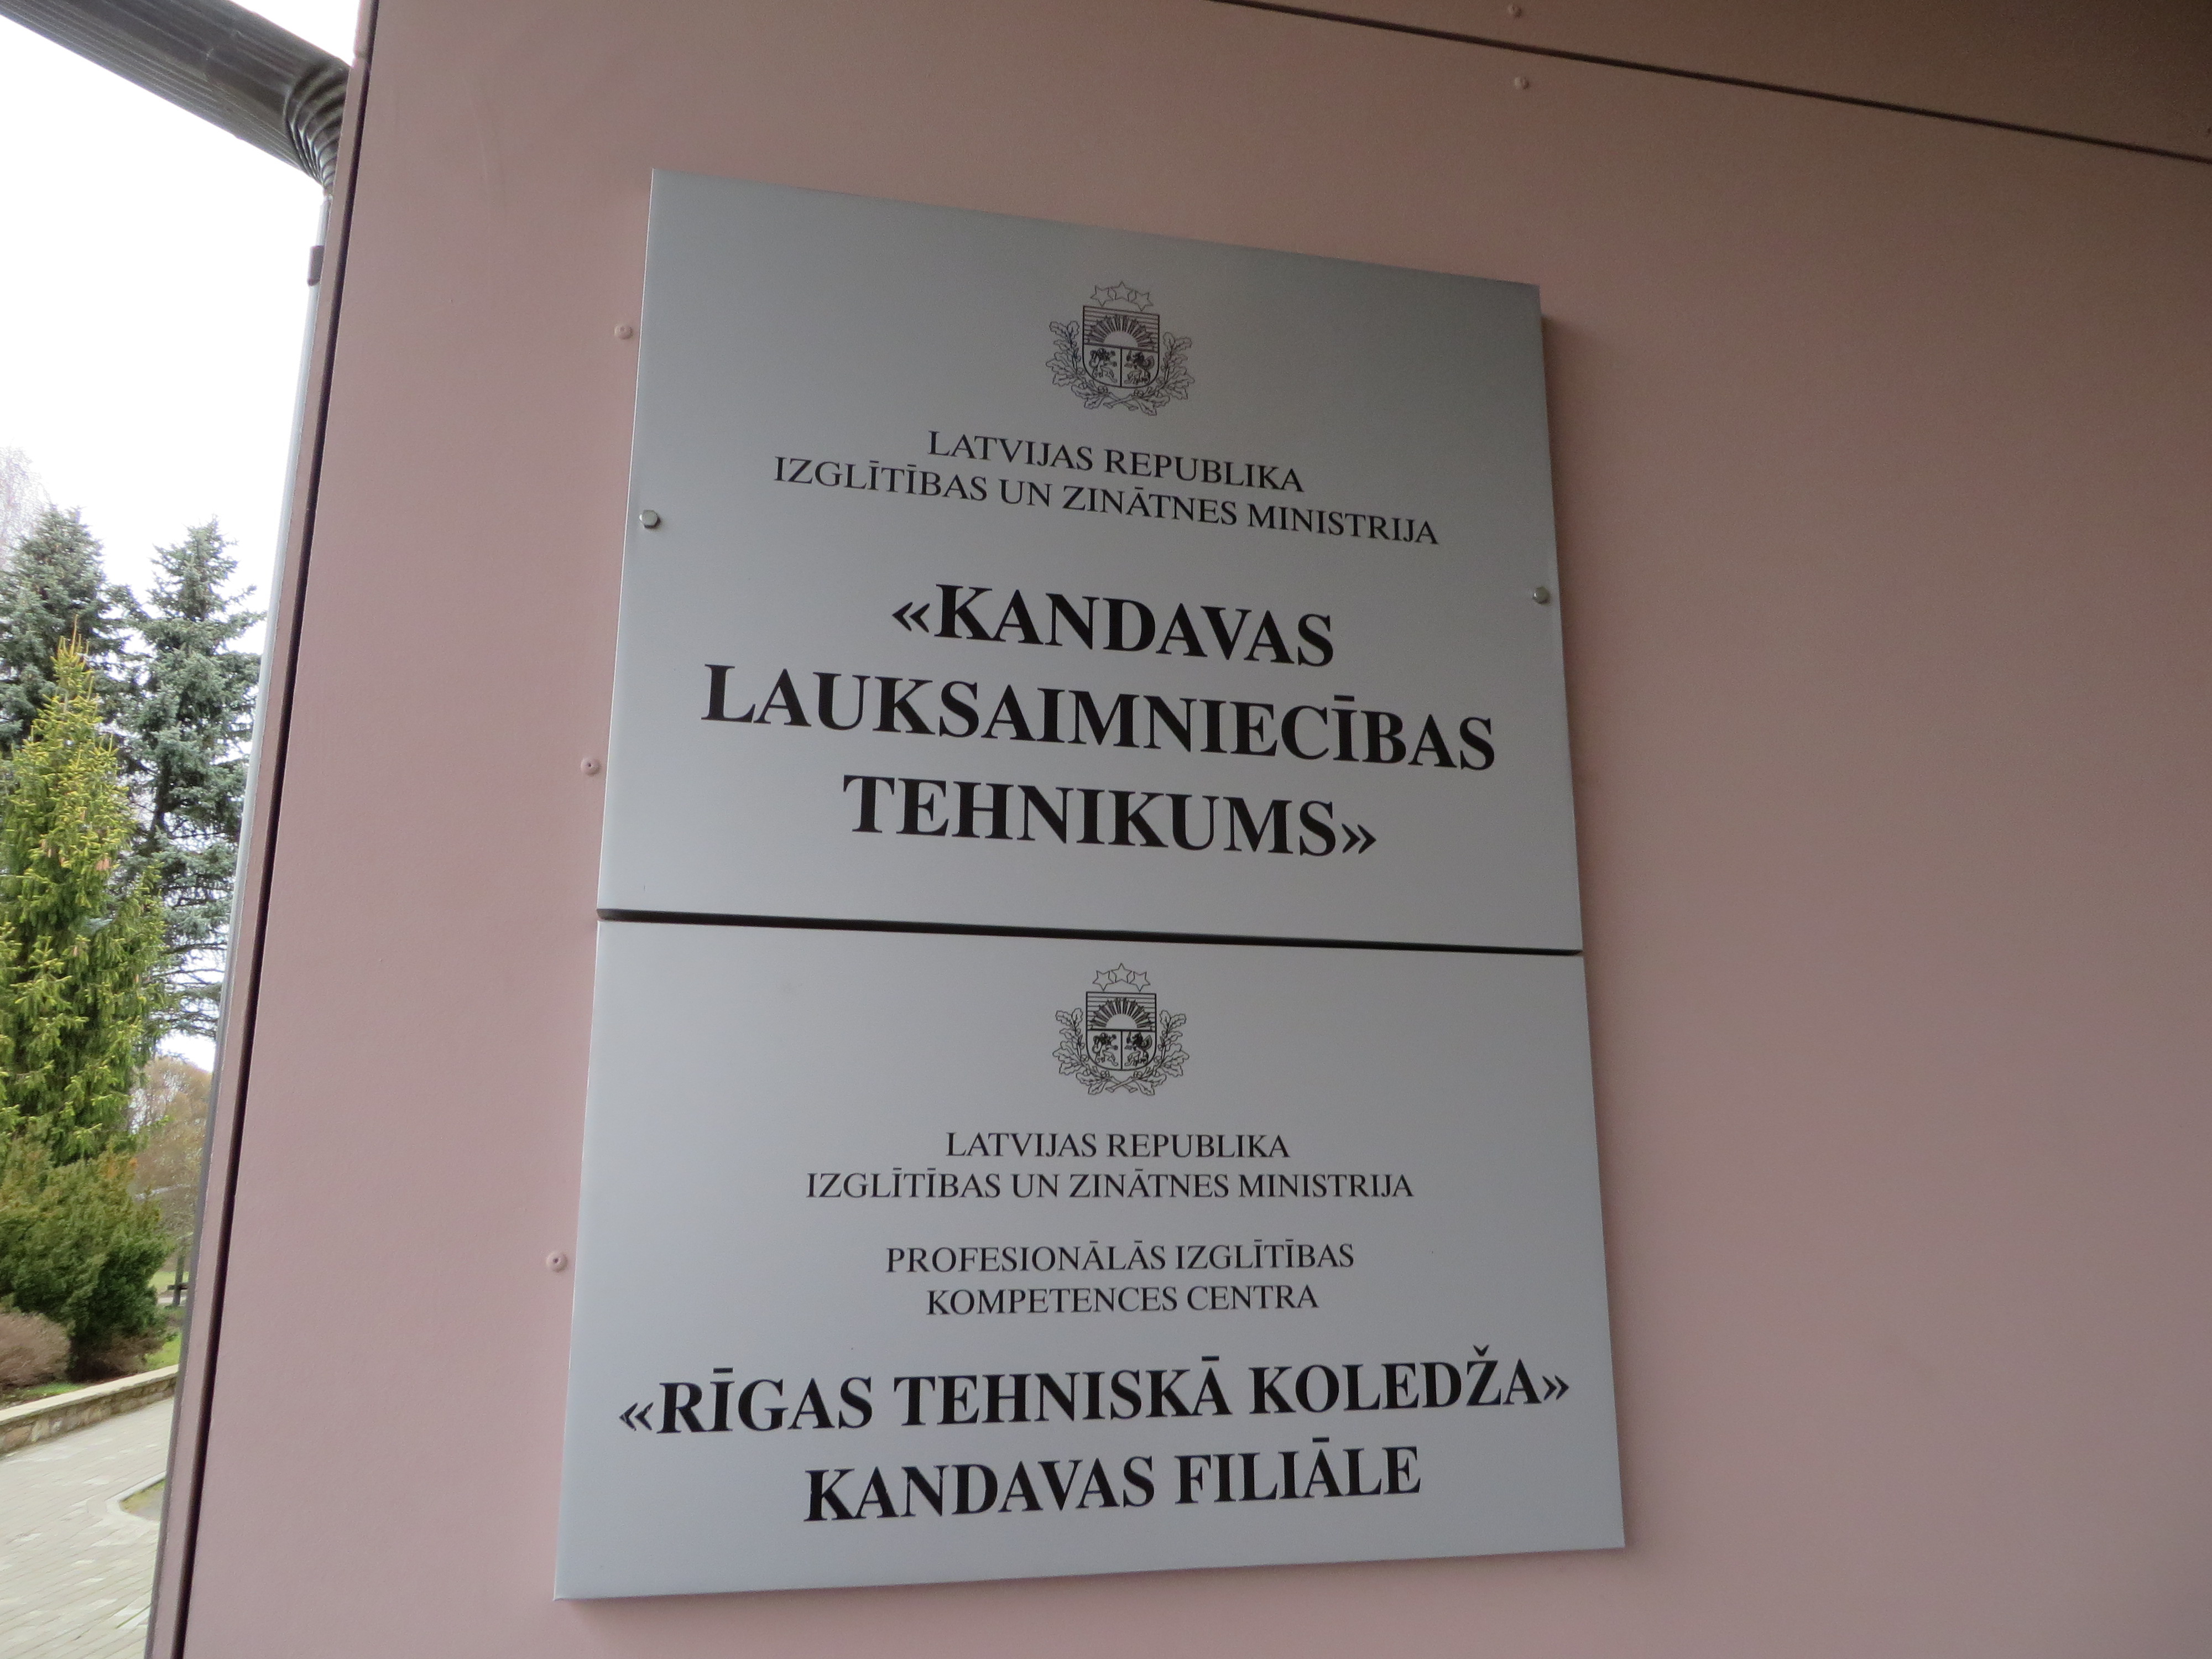 LATVIJAS REPUBLIKA
IZGLĪTĪBAS UN ZINĀTNES MINISTRIJA
«KANDAVAS
LAUKSAIMNIECĪBAS
TEHNIKUMS»
LATVIJAS REPUBLIKA
IZGLĪTĪBAS UN ZINĀTNES MINISTRIJA
PROFESIONĀLĀS IZGLĪTĪBAS
KOMPETENCES CENTRA
«RĪGAS TEHNISKĀ KOLEDŽA»
KANDAVAS FILIĀLE